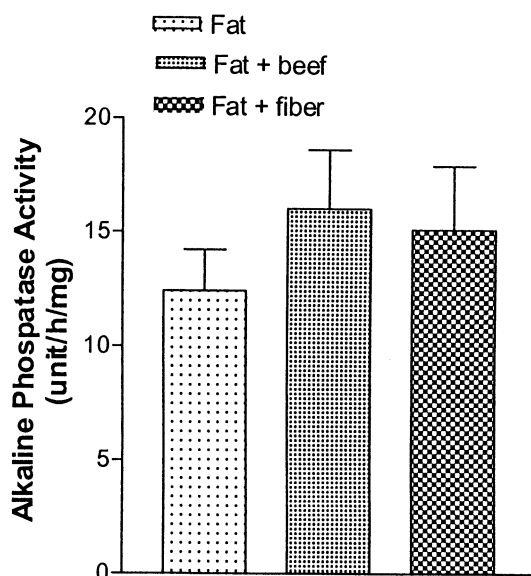 Fat
Fat + beef
Fat + fiber
Alkaline Phospatase Activity
(unit/h/mg)
20
15
10
5
0